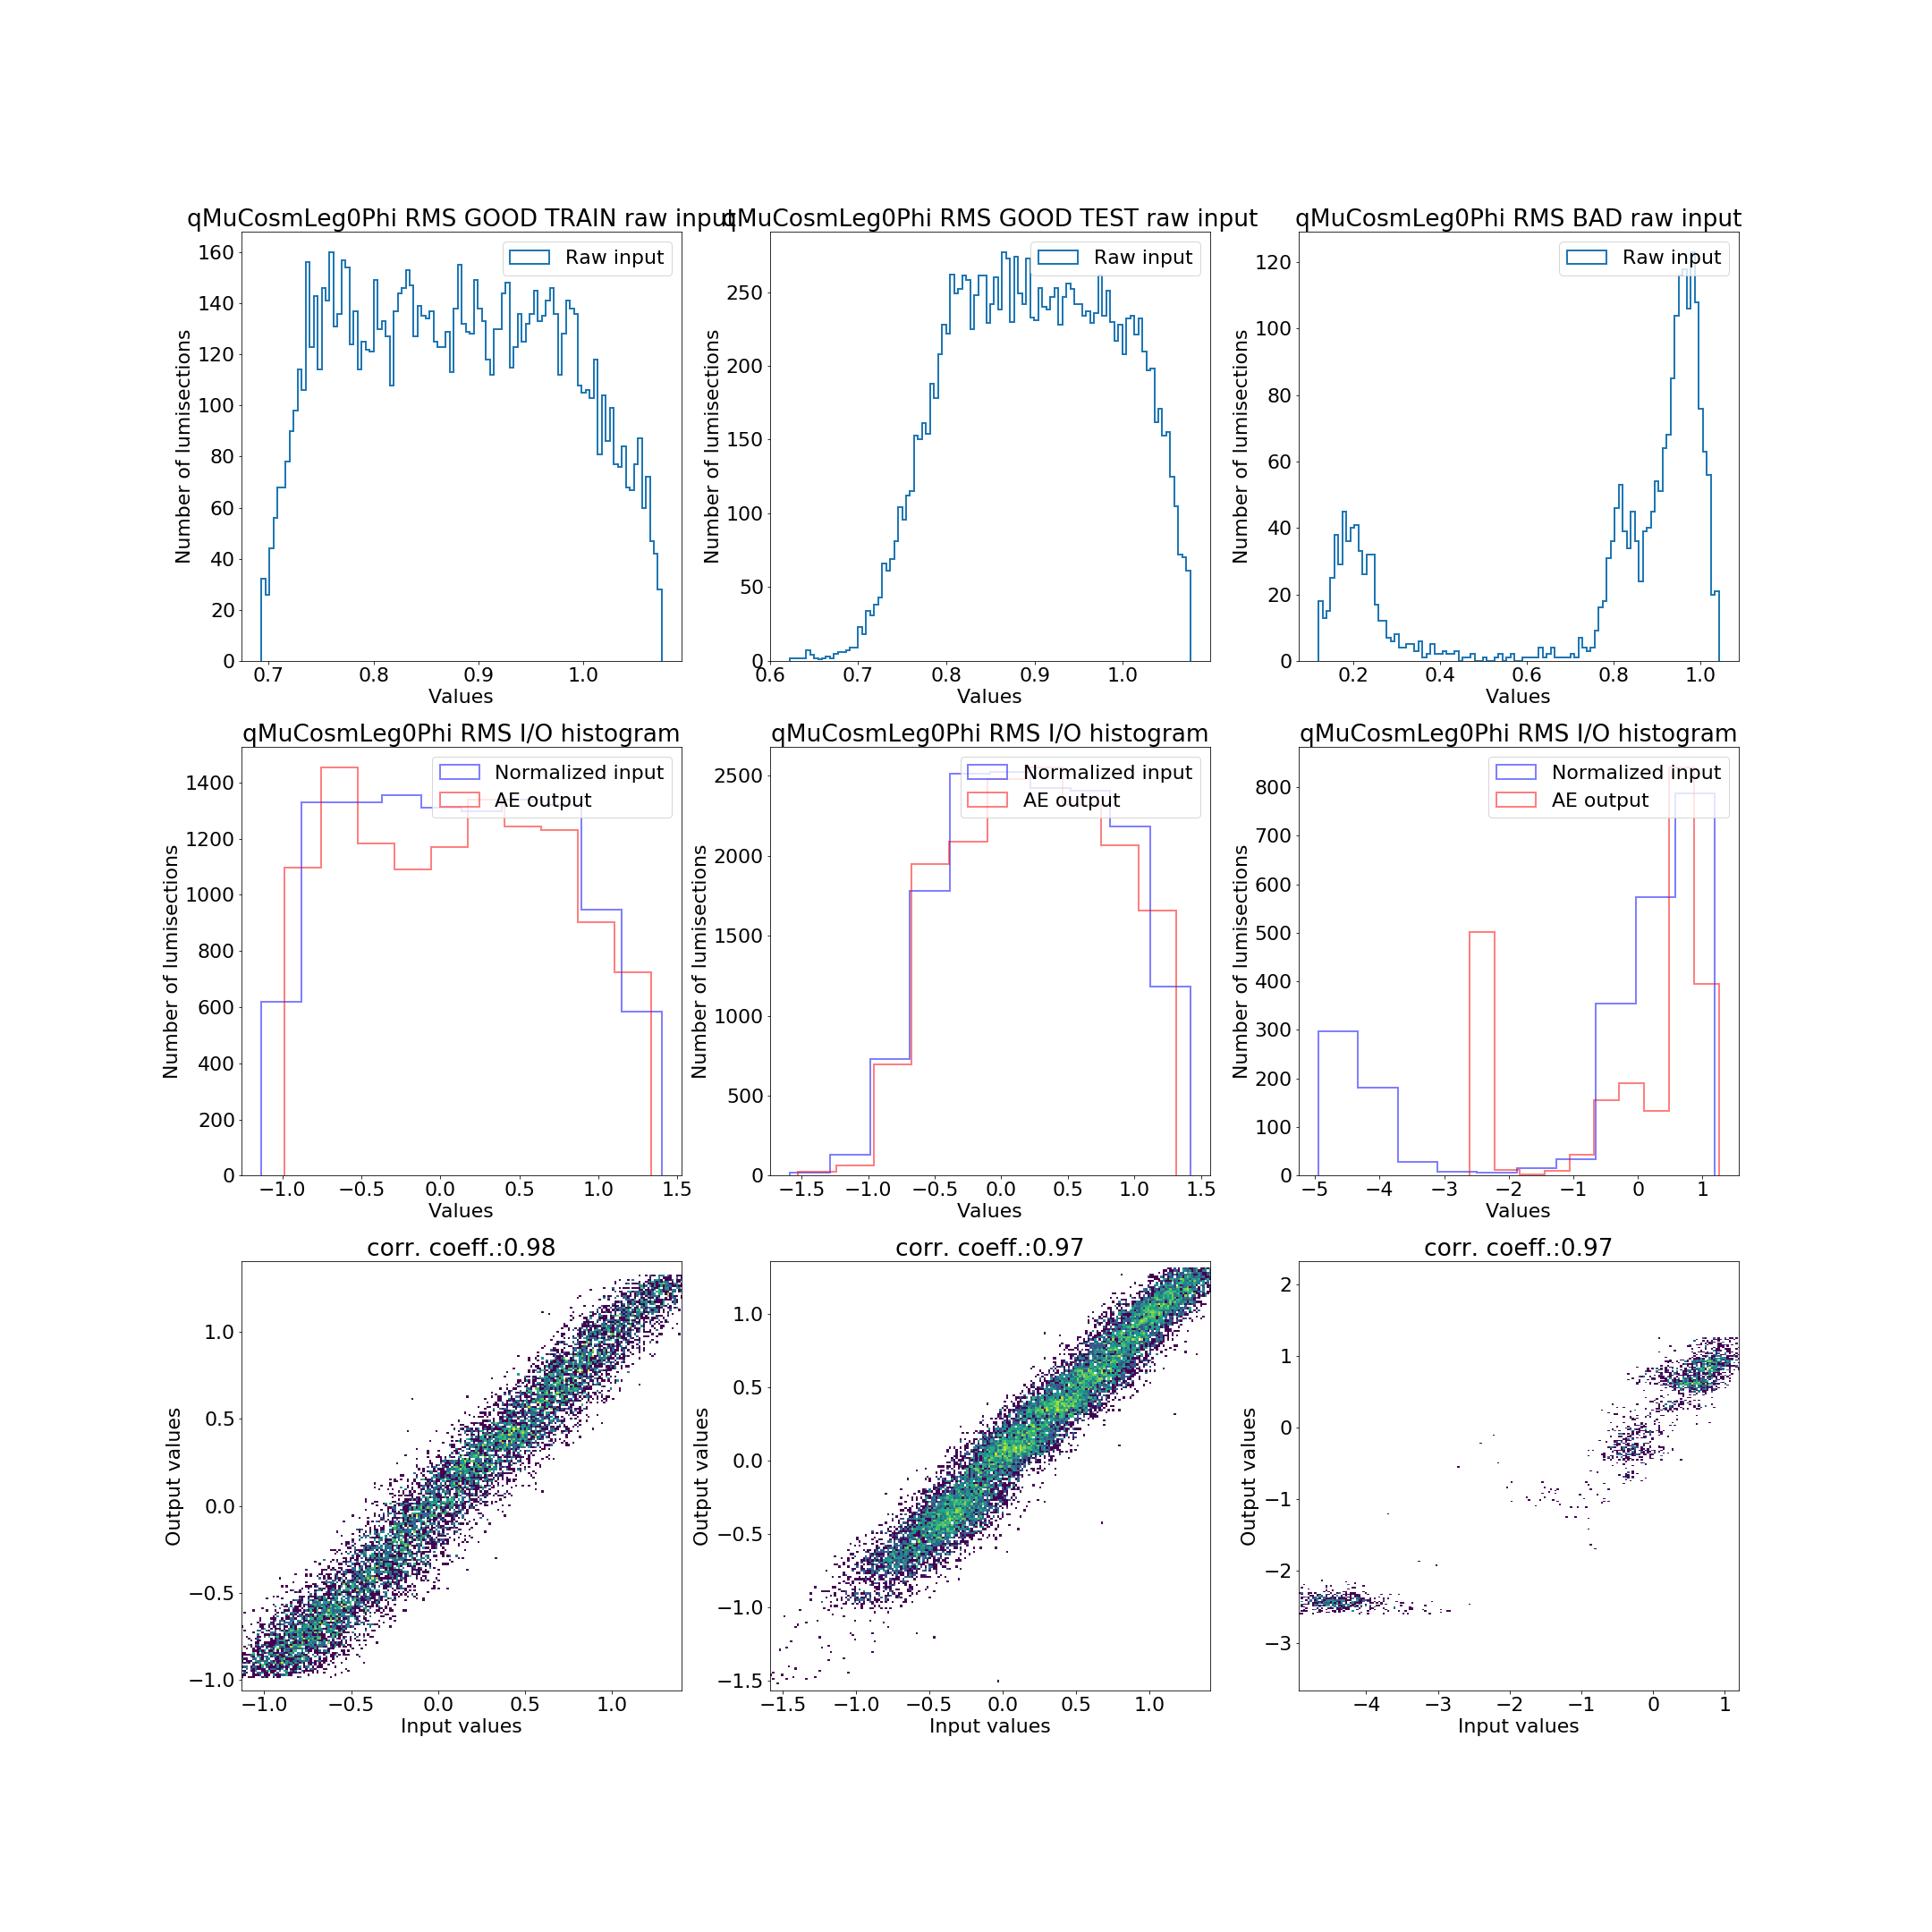 qMuCosmLeg0Phi RMS GOOD TRAIN raw input
Raw input
160
140
120
100
80
60
40
20
0
Number of lumisections
0.7 0.8 0.9 1.0
Values
qMuCosmLeg0Phi RMS GOOD TEST raw input
Raw input
250
200
150
100
50
0
Number of lumisections
0.6 0.7 0.8 0.9 1.0
Values
qMuCosmLeg0Phi RMS BAD raw input
Raw input
120
100
80
60
40
20
0
Number of lumisections
0.2 0.4 0.6 0.8 1.0
Values
qMuCosmLeg0Phi RMS I/O histogram
Normalized input
AE output
1400
1200
1000
800
600
400
200
0
Number of lumisections
−1.0 −0.5 0.0 0.5 1.0 1.5
Values
qMuCosmLeg0Phi RMS I/O histogram
Normalized input
AE output
2500
2000
1500
1000
500
0
Number of lumisections
−1.5 −1.0 −0.5 0.0 0.5 1.0 1.5
Values
qMuCosmLeg0Phi RMS I/O histogram
Normalized input
AE output
800
700
600
500
400
300
200
100
0
Number of lumisections
−5 −4 −3 −2 −1 0 1
Values
corr. coeff.:0.98
1.0
0.5
0.0
−0.5
−1.0
Output values
−1.0 −0.5 0.0 0.5 1.0
Input values
corr. coeff.:0.97
1.0
0.5
0.0
−0.5
−1.0
−1.5
Output values
−1.5 −1.0 −0.5 0.0 0.5 1.0
Input values
corr. coeff.:0.97
2
1
0
−1
−2
−3
Output values
−4 −3 −2 −1 0 1
Input values